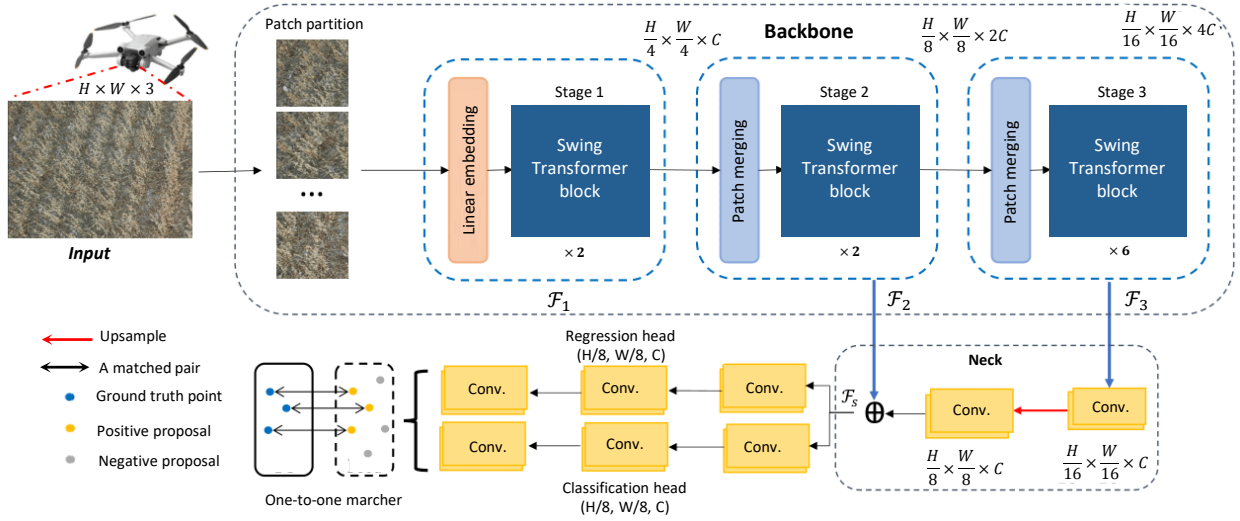 Patch partition
Backbone
H/4 × W/4 × C
H/8 × W/8 × 2C
H/16 × W/16 × 4C
H × W × 3
Input
...
Linear embedding
Stage 1
Swing
Transformer
block
× 2
Patch merging
Stage 2
Swing
Transformer
block
× 2
Patch merging
Stage 3
Swing
Transformer
block
× 6
ℱ₁
ℱ₂
ℱ₃
Upsample
A matched pair
Ground truth point
Positive proposal
Negative proposal
One-to-one marcher
Regression head
(H/8, W/8, C)
Conv.
Conv.
Conv.
Conv.
Conv.
Conv.
Classification head
(H/8, W/8, C)
ℱₛ
⊕
Neck
Conv.
Conv.
H/8 × W/8 × C
H/16 × W/16 × C